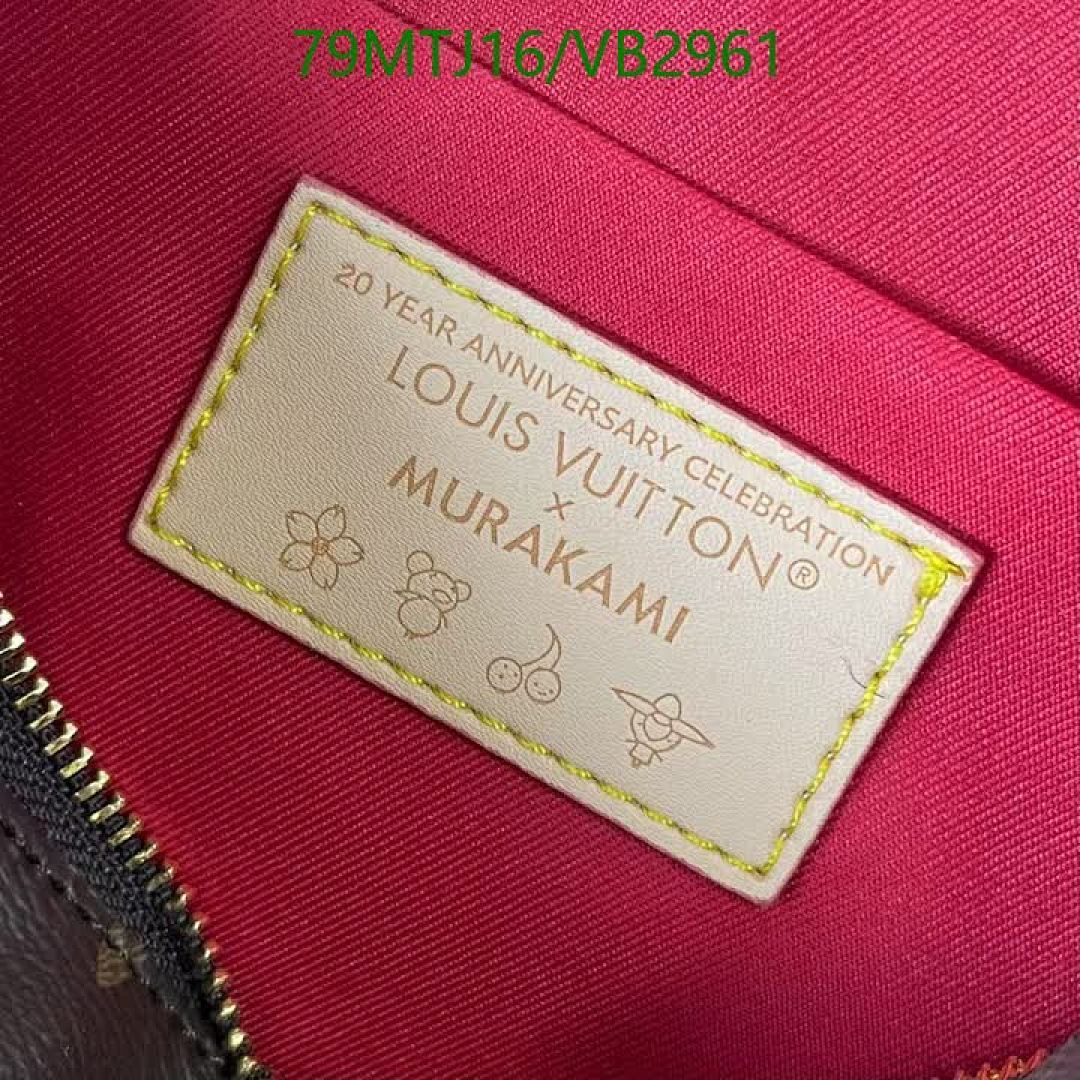 79MTJ16/VB2961
20 YEAR ANNIVERSARY CELEBRATION
LOUIS VUITTON®
×
MURAKAMI